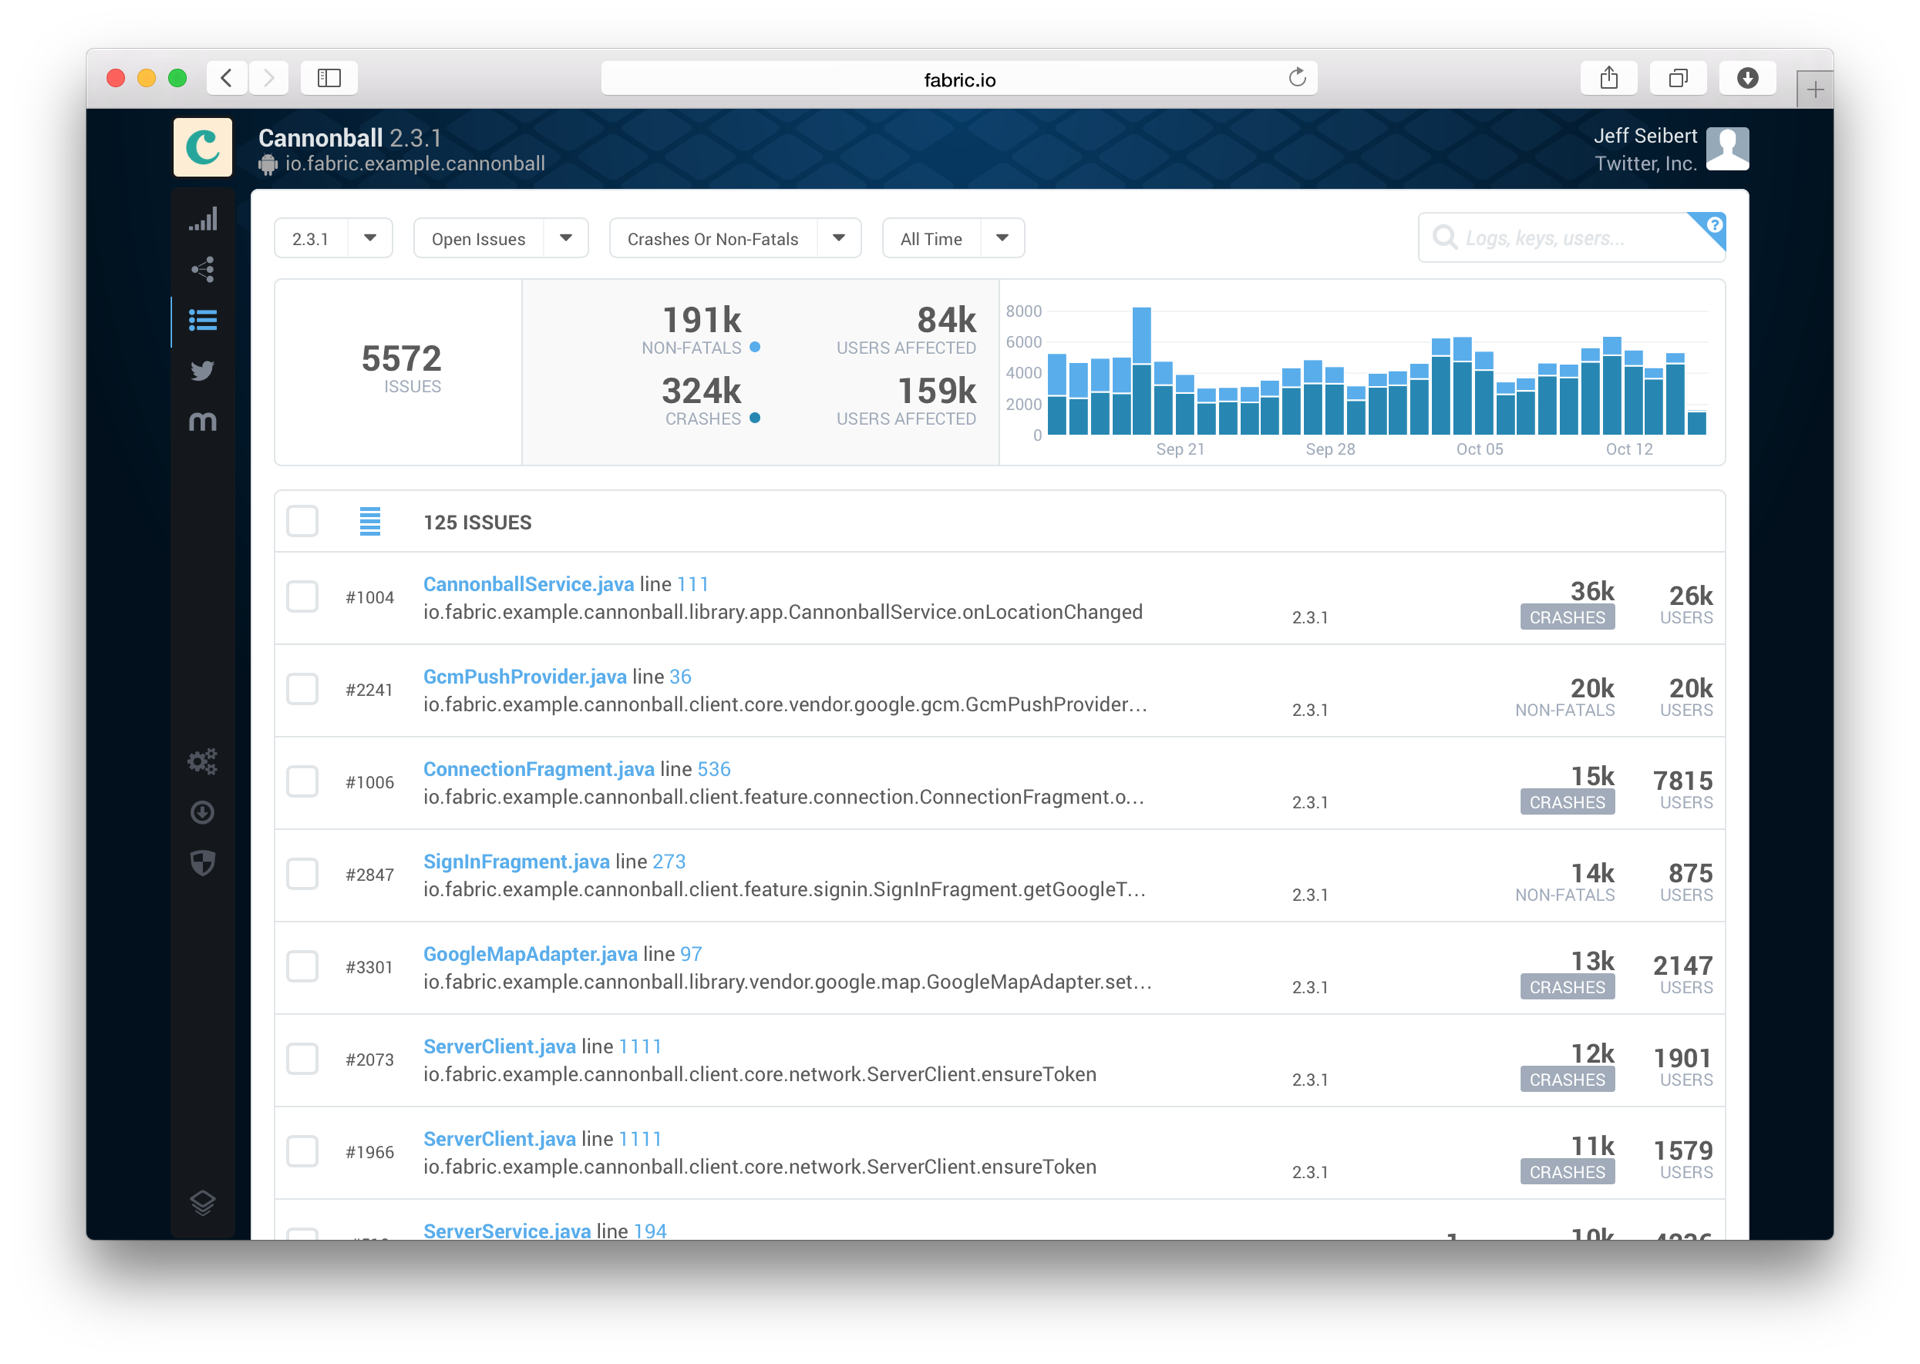 fabric.io
Cannonball 2.3.1
io.fabric.example.cannonball
Jeff Seibert
Twitter, Inc.
2.3.1
Open Issues
Crashes Or Non-Fatals
All Time
Logs, keys, users...
?
5572
ISSUES
191k
NON-FATALS
84k
USERS AFFECTED
324k
CRASHES
159k
USERS AFFECTED
8000
6000
4000
2000
0
Sep 21
Sep 28
Oct 05
Oct 12
125 ISSUES
#1004
CannonballService.java line 111
io.fabric.example.cannonball.library.app.CannonballService.onLocationChanged
2.3.1
36k
CRASHES
26k
USERS
#2241
GcmPushProvider.java line 36
io.fabric.example.cannonball.client.core.vendor.google.gcm.GcmPushProvider...
2.3.1
20k
NON-FATALS
20k
USERS
#1006
ConnectionFragment.java line 536
io.fabric.example.cannonball.client.feature.connection.ConnectionFragment.o...
2.3.1
15k
CRASHES
7815
USERS
#2847
SignInFragment.java line 273
io.fabric.example.cannonball.client.feature.signin.SignInFragment.getGoogleT...
2.3.1
14k
NON-FATALS
875
USERS
#3301
GoogleMapAdapter.java line 97
io.fabric.example.cannonball.library.vendor.google.map.GoogleMapAdapter.set...
2.3.1
13k
CRASHES
2147
USERS
#2073
ServerClient.java line 1111
io.fabric.example.cannonball.client.core.network.ServerClient.ensureToken
2.3.1
12k
CRASHES
1901
USERS
#1966
ServerClient.java line 1111
io.fabric.example.cannonball.client.core.network.ServerClient.ensureToken
2.3.1
11k
CRASHES
1579
USERS
ServerService.java line 194
10k